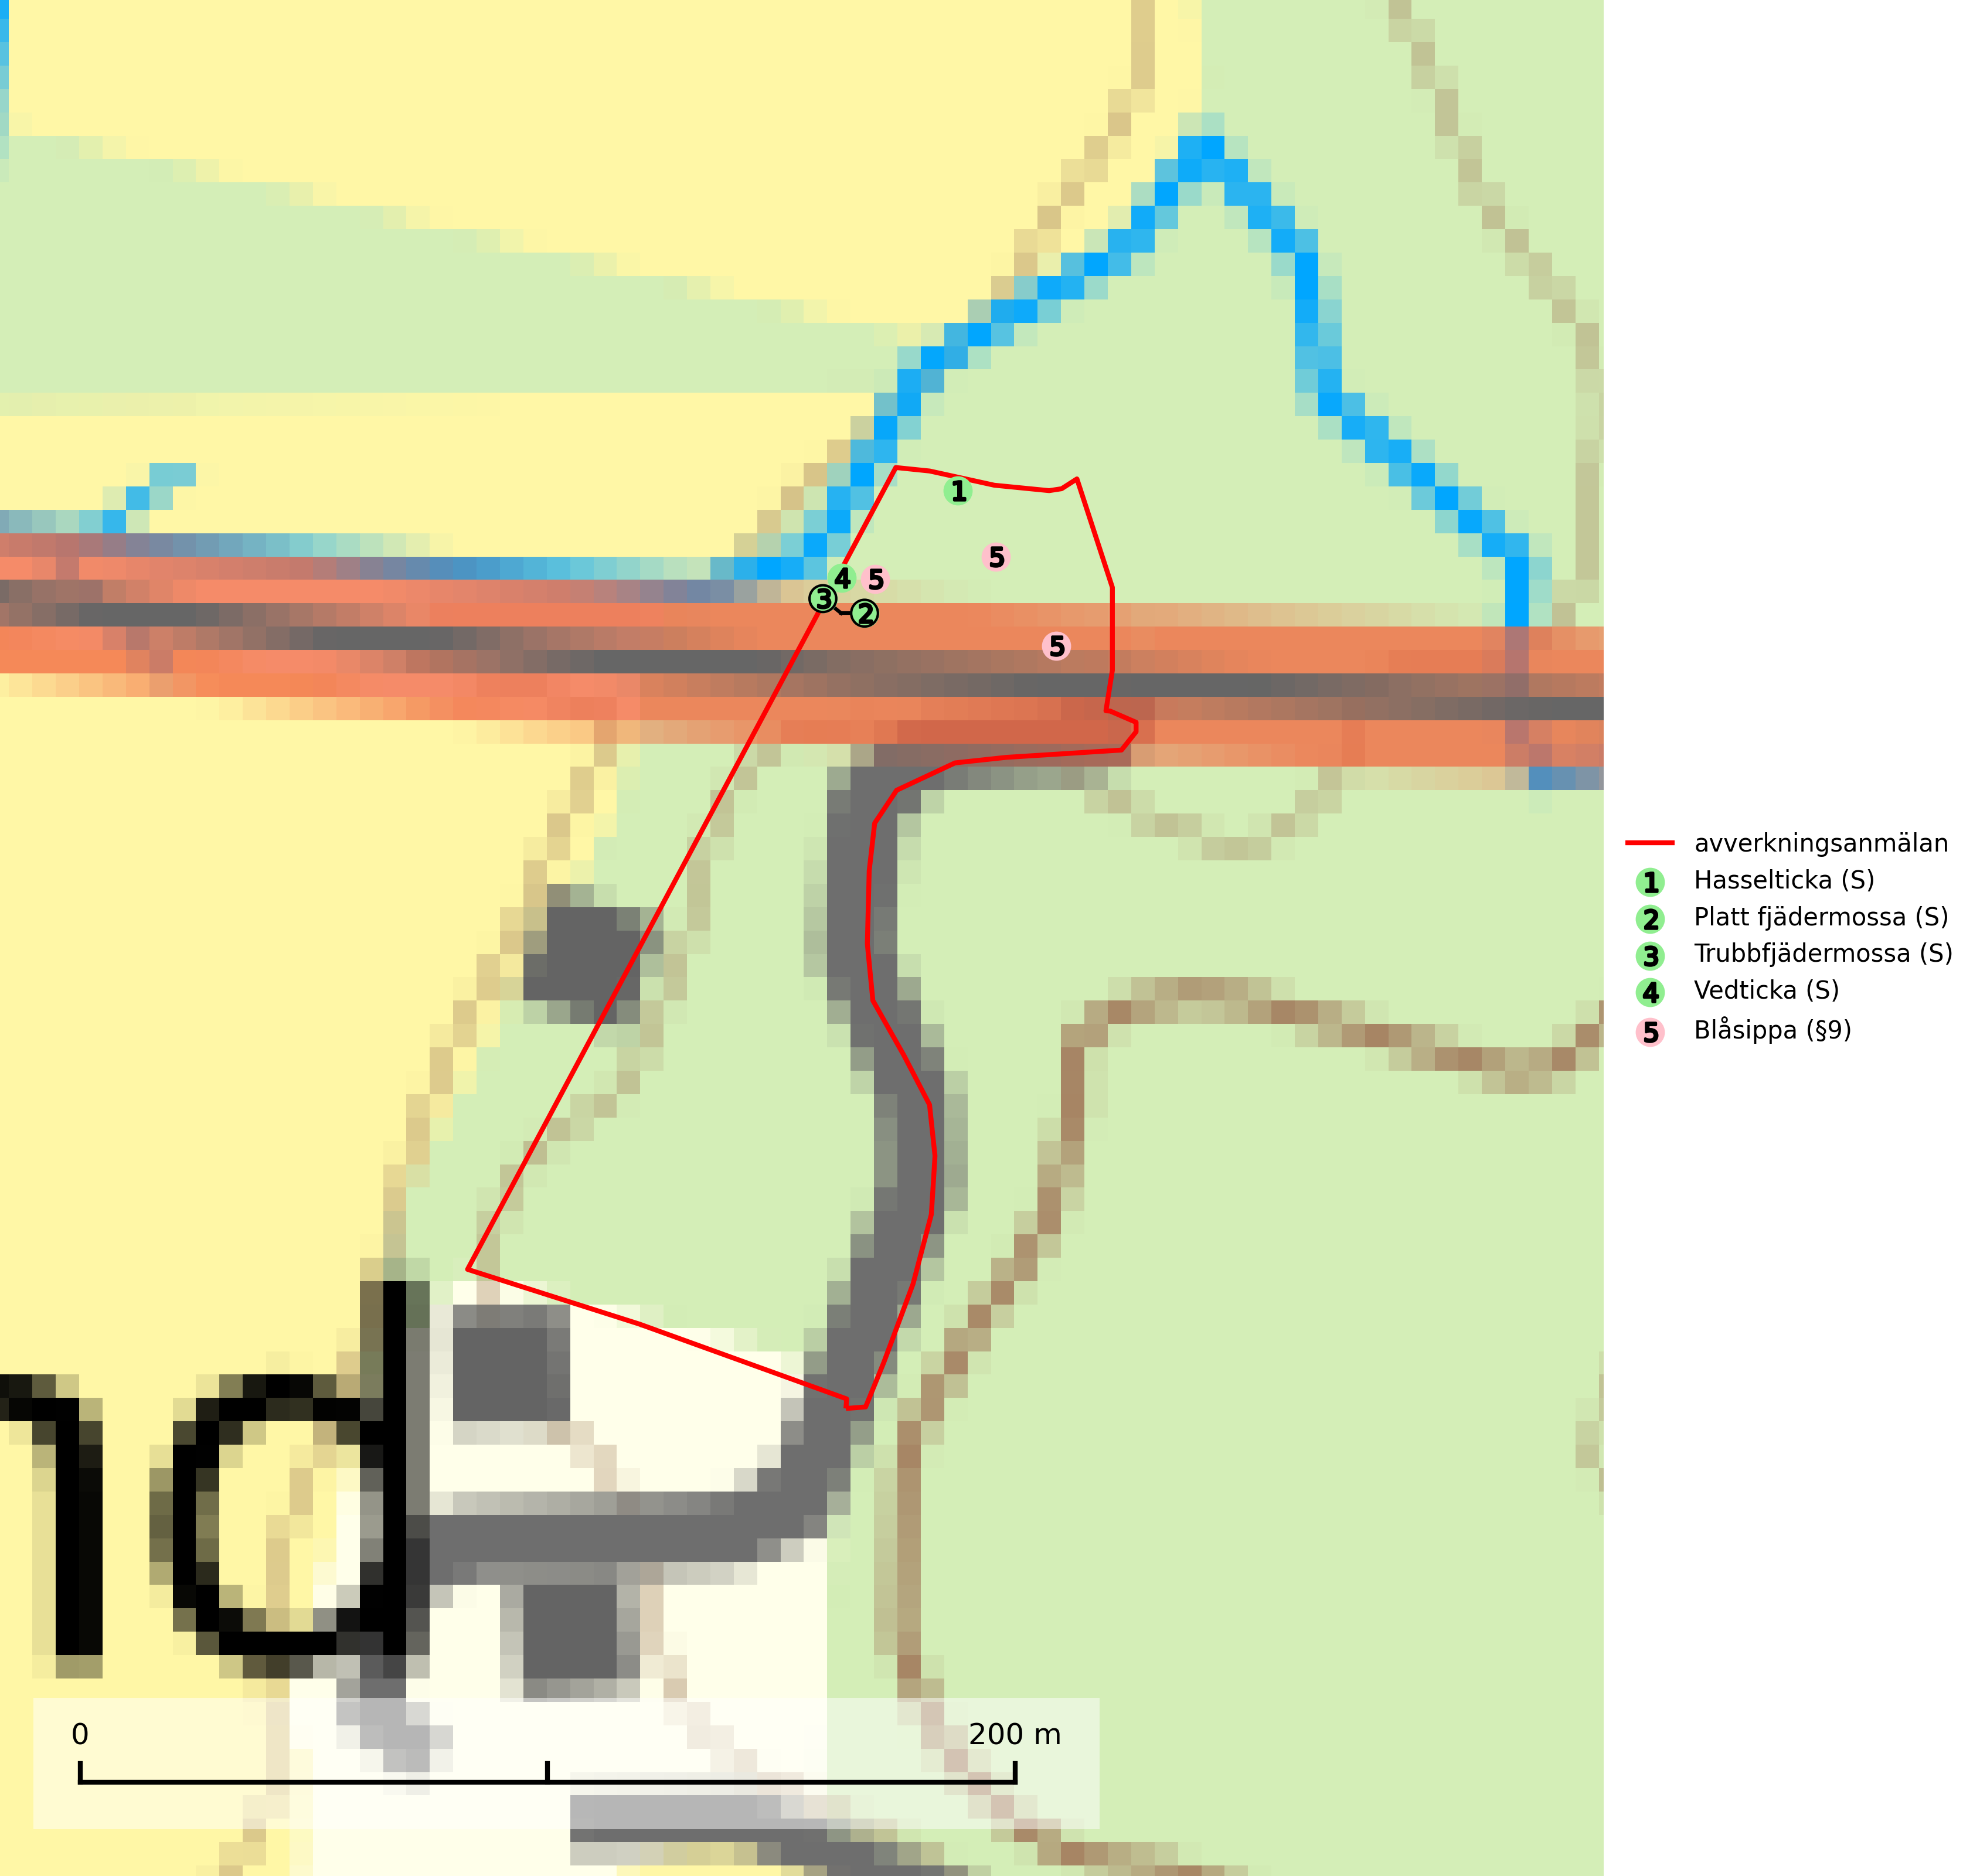 1
5
4
5
3
2
5
avverkningsanmälan
1 Hasselticka (S)
2 Platt fjädermossa (S)
3 Trubbfjädermossa (S)
4 Vedticka (S)
5 Blåsippa (§9)
0 200 m